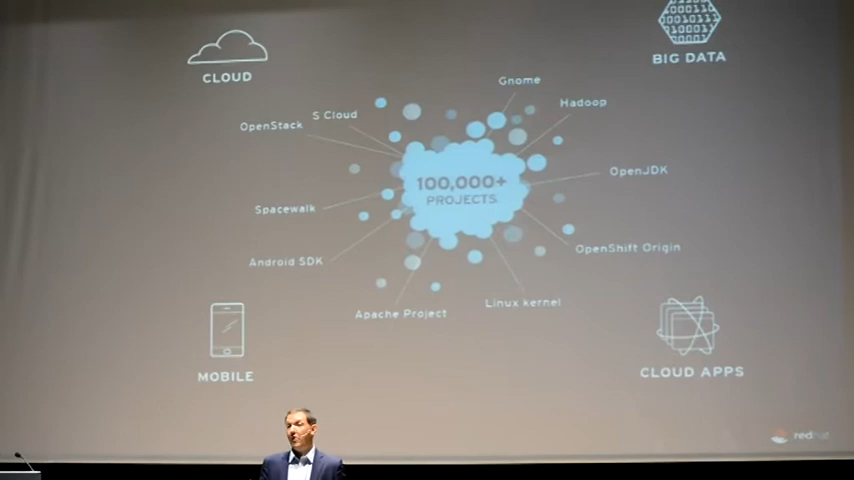 CLOUD
BIG DATA
Gnome
Hadoop
S Cloud
OpenStack
OpenJDK
100,000+
PROJECTS
Spacewalk
OpenShift Origin
Android SDK
Linux kernel
Apache Project
MOBILE
CLOUD APPS
redhat